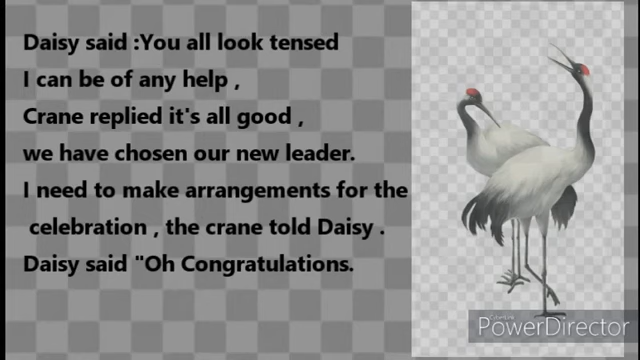 Daisy said :You all look tensed
I can be of any help ,
Crane replied it's all good ,
we have chosen our new leader.
I need to make arrangements for the
celebration , the crane told Daisy .
Daisy said "Oh Congratulations.
CyberLink
PowerDirector